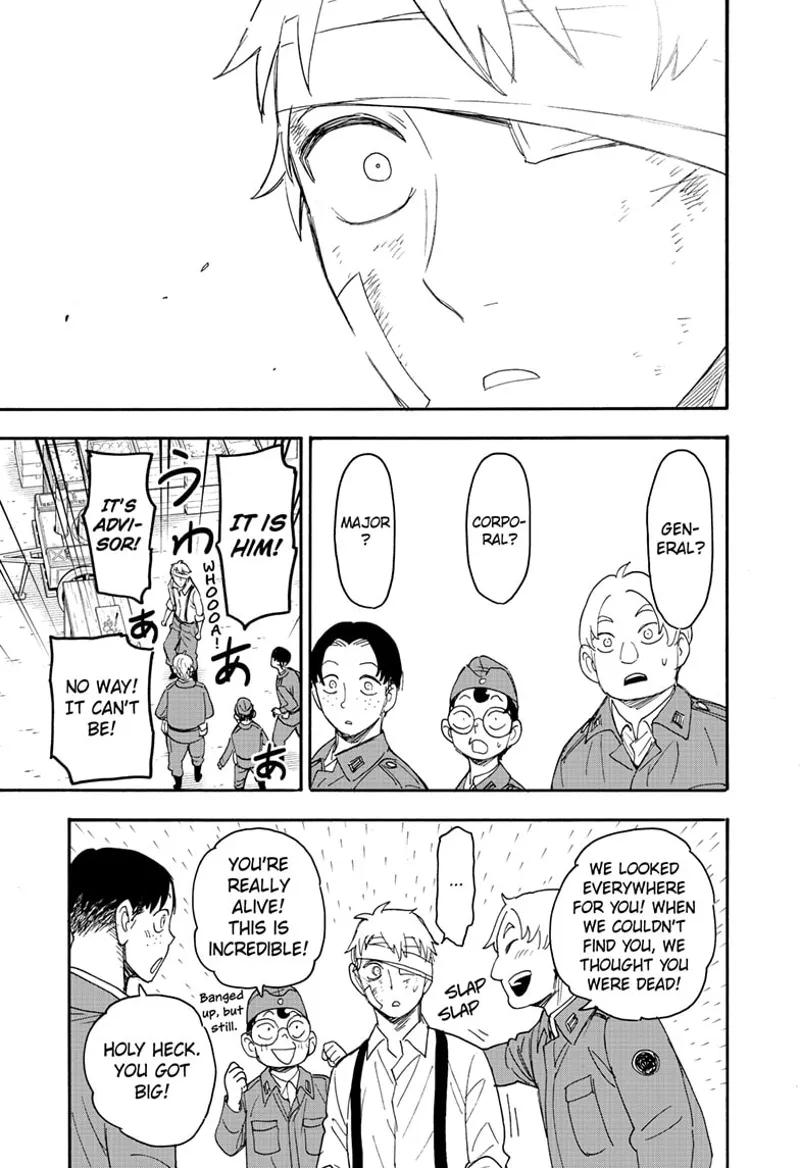 GEN-
ERAL?
CORPO-
RAL?
MAJOR
?
IT IS
HIM!
IT'S
ADVI-
SOR!
うわあああ
WHOOOA!
NO WAY!
IT CAN'T
BE!
WE LOOKED
EVERYWHERE
FOR YOU! WHEN
WE COULDN'T
FIND YOU, WE
THOUGHT YOU
WERE DEAD!
SLAP
SLAP
...
YOU'RE
REALLY
ALIVE!
THIS IS
INCREDIBLE!
Banged
up, but
still.
HOLY HECK.
YOU GOT
BIG!